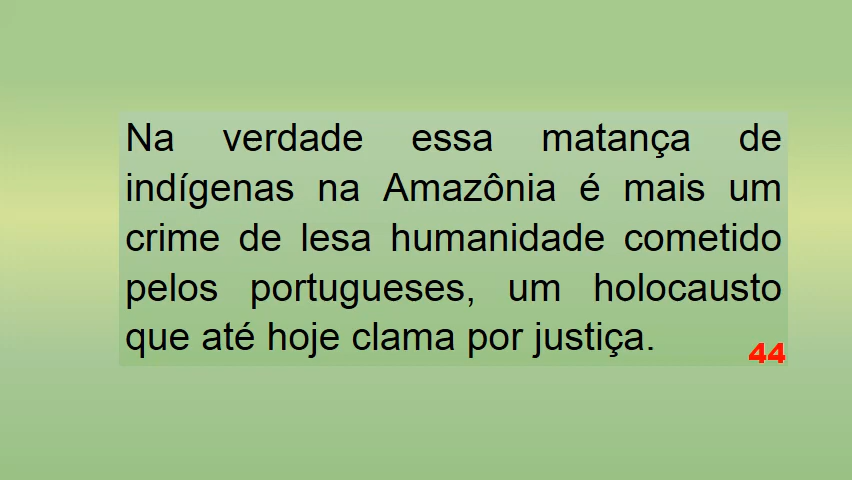 Na verdade essa matança de
indígenas na Amazônia é mais um
crime de lesa humanidade cometido
pelos portugueses, um holocausto
que até hoje clama por justiça.
44